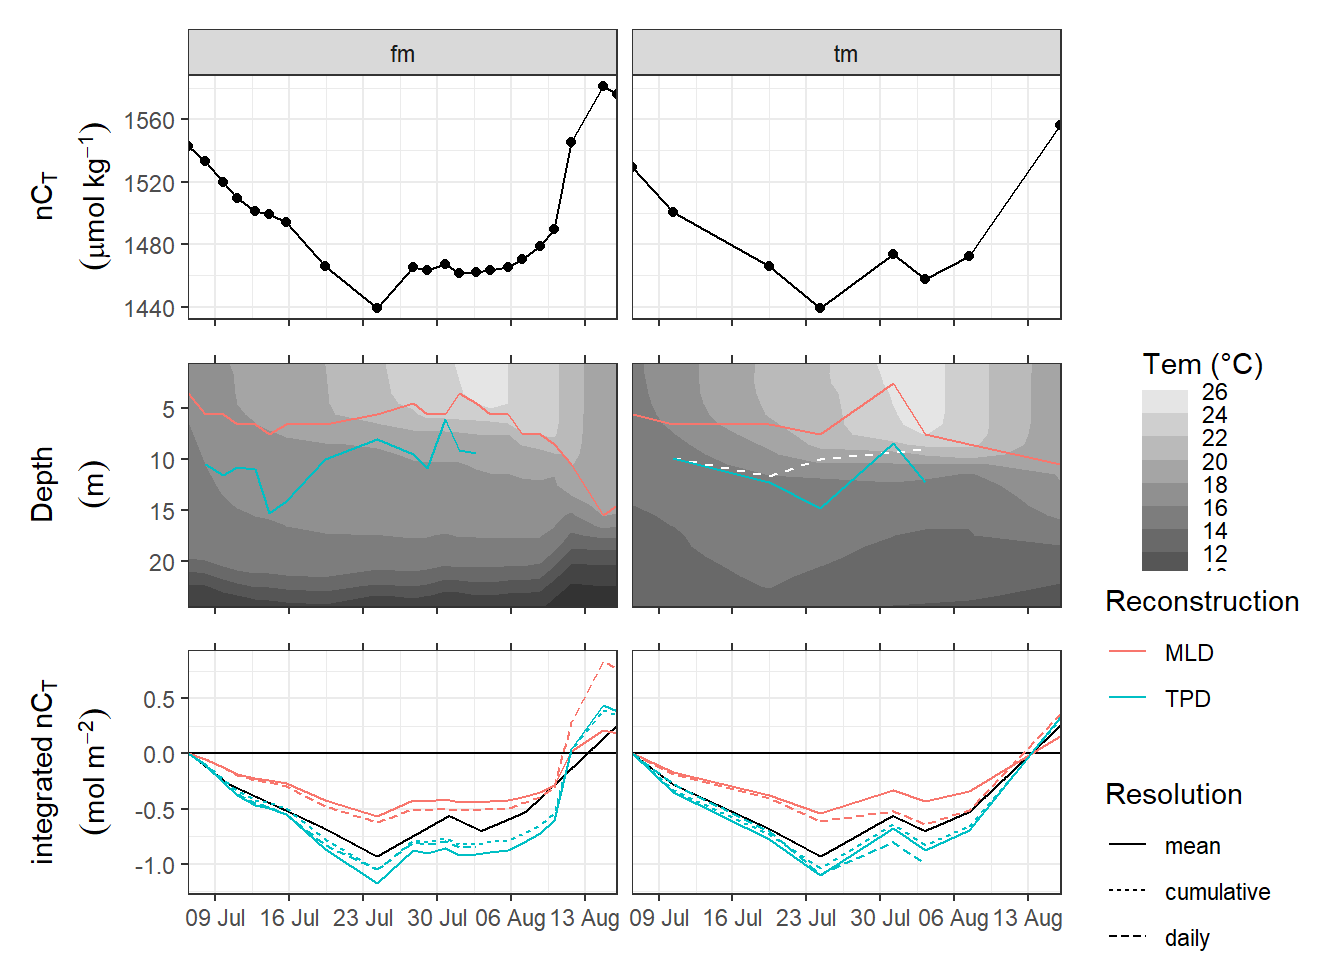 fm
tm
nC_T
(µmol kg⁻¹)
1560
1520
1480
1440
Depth
(m)
5
10
15
20
integrated nC_T
(mol m⁻²)
0.5
0.0
-0.5
-1.0
09 Jul 16 Jul 23 Jul 30 Jul 06 Aug 13 Aug
09 Jul 16 Jul 23 Jul 30 Jul 06 Aug 13 Aug
Tem (°C)
26
24
22
20
18
16
14
12
Reconstruction
MLD
TPD
Resolution
mean
cumulative
daily